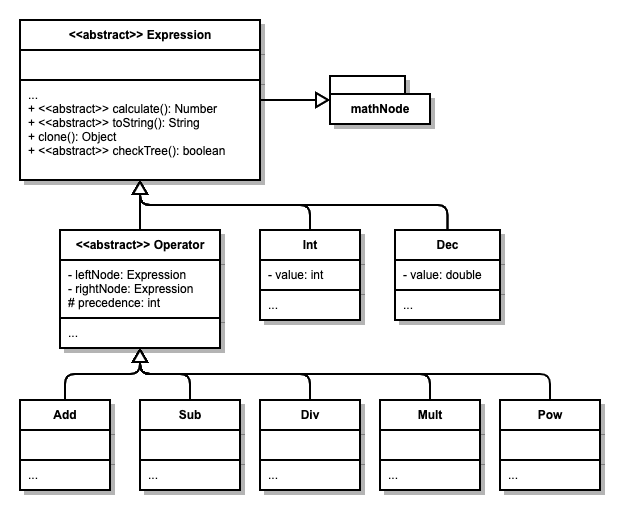 <<abstract>> Expression
...
+ <<abstract>> calculate(): Number
+ <<abstract>> toString(): String
+ clone(): Object
+ <<abstract>> checkTree(): boolean
mathNode
<<abstract>> Operator
- leftNode: Expression
- rightNode: Expression
# precedence: int
...
Int
- value: int
...
Dec
- value: double
...
Add
...
Sub
...
Div
...
Mult
...
Pow
...